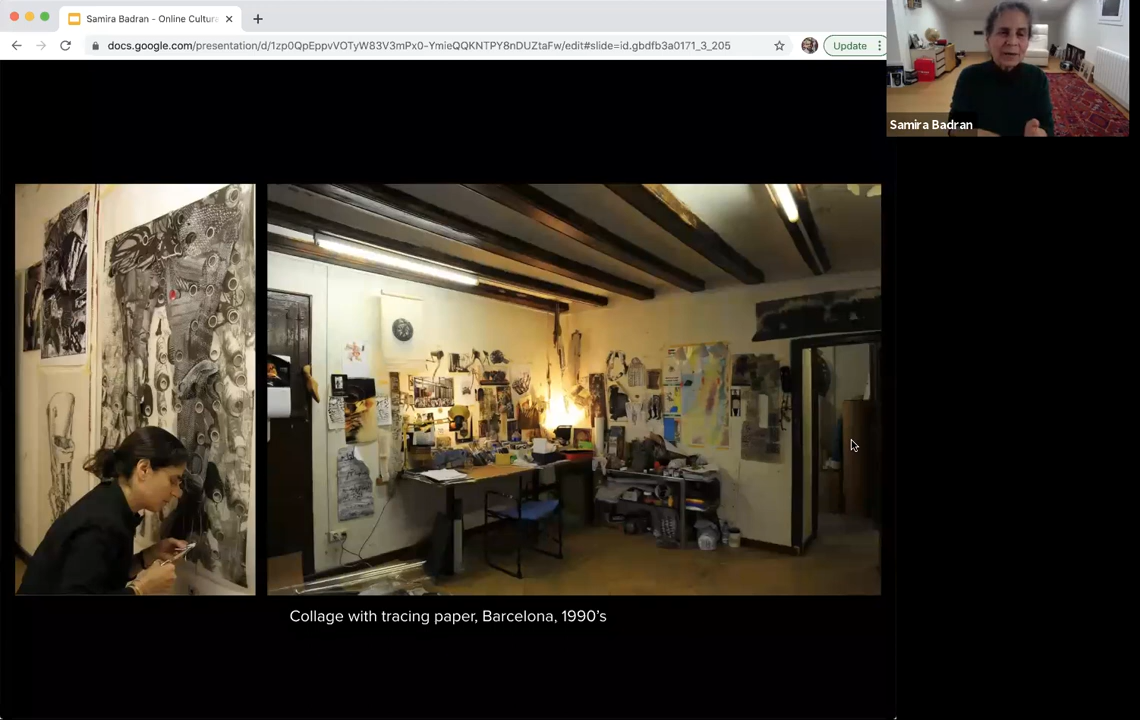 Samira Badran - Online Cultura
docs.google.com/presentation/d/1zp0QpEppvVOTyW83V3mPx0-YmieQQKNTPY8nDUZtaFw/edit#slide=id.gbdfb3a0171_3_205
Update
Samira Badran
Collage with tracing paper, Barcelona, 1990's